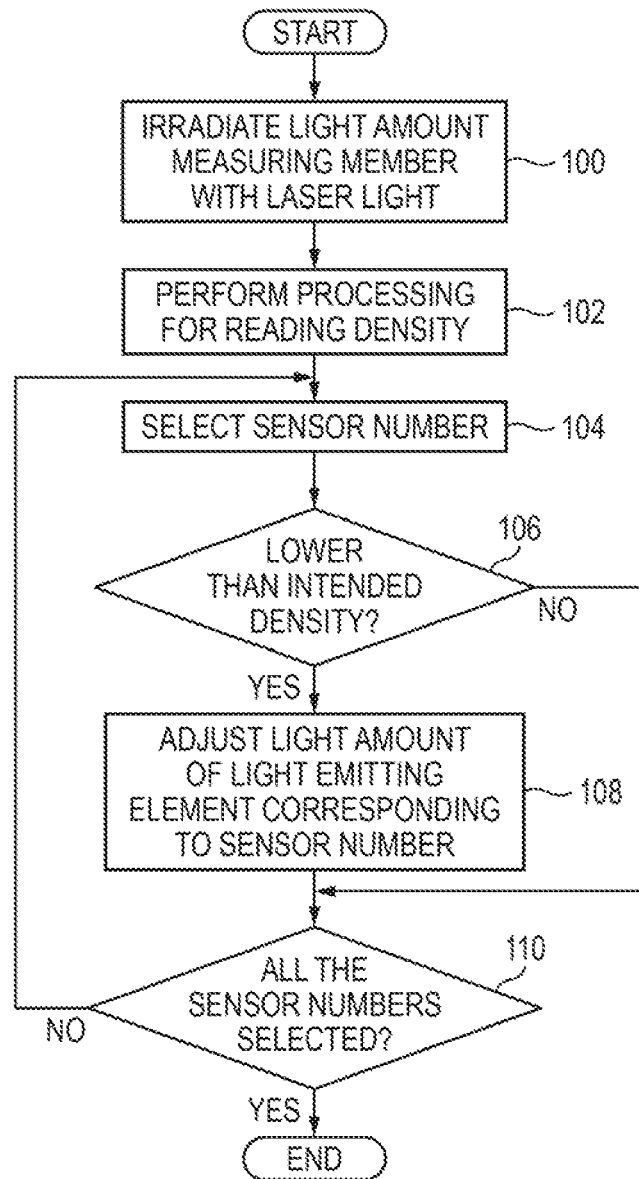 START
IRRADIATE LIGHT AMOUNT
MEASURING MEMBER
WITH LASER LIGHT
100
PERFORM PROCESSING
FOR READING DENSITY
102
SELECT SENSOR NUMBER
104
106
LOWER
THAN INTENDED
DENSITY?
NO
YES
ADJUST LIGHT AMOUNT
OF LIGHT EMITTING
ELEMENT CORRESPONDING
TO SENSOR NUMBER
108
110
ALL THE
SENSOR NUMBERS
SELECTED?
NO
YES
END